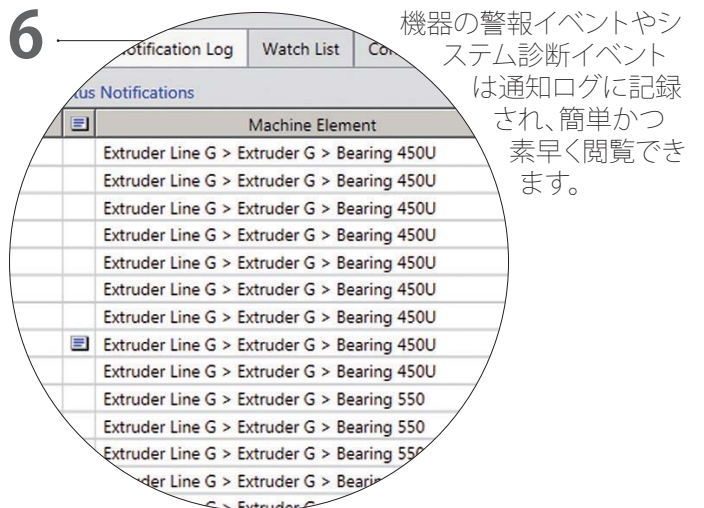 6
機器の警報イベントやシ
ステム診断イベント
は通知ログに記録
され、簡単かつ
素早く閲覧でき
ます。
otification Log Watch List
Notifications
Machine Element
Extruder Line G > Extruder G > Bearing 450U
Extruder Line G > Extruder G > Bearing 450U
Extruder Line G > Extruder G > Bearing 450U
Extruder Line G > Extruder G > Bearing 450U
Extruder Line G > Extruder G > Bearing 450U
Extruder Line G > Extruder G > Bearing 450U
Extruder Line G > Extruder G > Bearing 450U
Extruder Line G > Extruder G > Bearing 450U
Extruder Line G > Extruder G > Bearing 450U
Extruder Line G > Extruder G > Bearing 550
Extruder Line G > Extruder G > Bearing 550
Extruder Line G > Extruder G > Bearing
Line G > Extruder G >